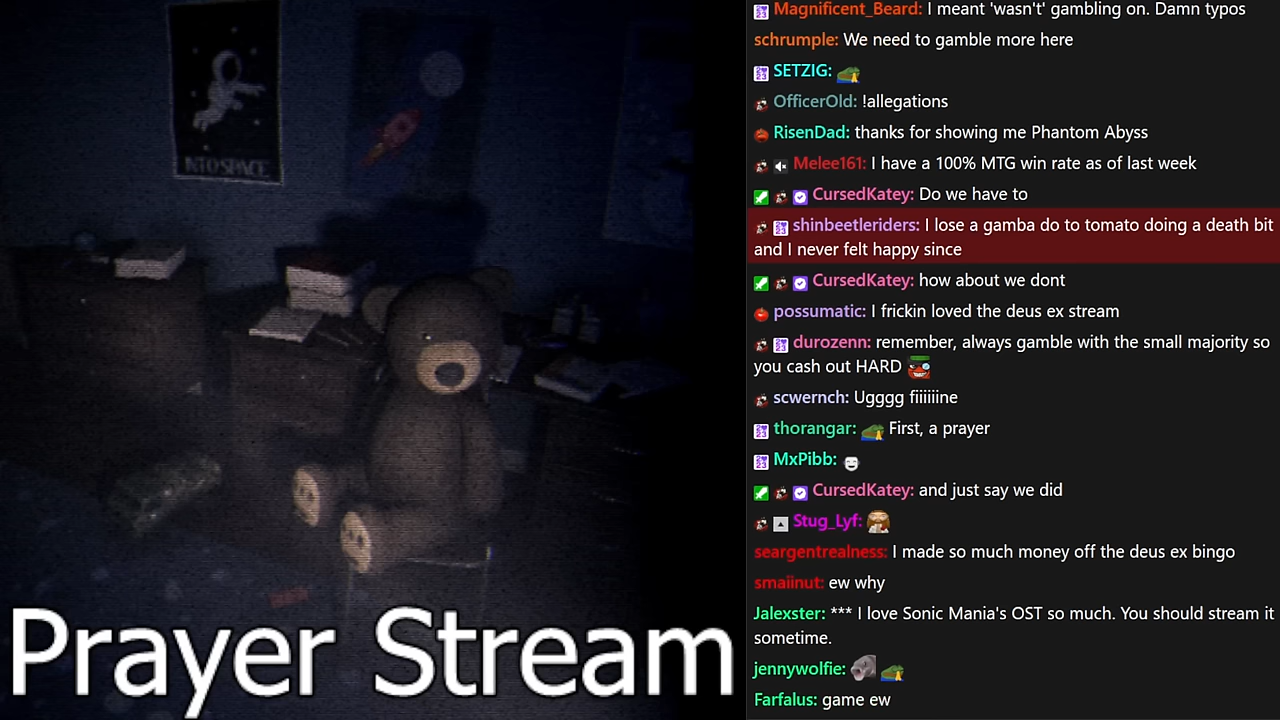 INTO SPACE
Prayer Stream
Magnificent_Beard: I meant 'wasn't' gambling on. Damn typos
schrumple: We need to gamble more here
SETZIG:
OfficerOld: !allegations
RisenDad: thanks for showing me Phantom Abyss
Melee161: I have a 100% MTG win rate as of last week
CursedKatey: Do we have to
shinbeetleriders: I lose a gamba do to tomato doing a death bit
and I never felt happy since
CursedKatey: how about we dont
possumatic: I frickin loved the deus ex stream
durozenn: remember, always gamble with the small majority so
you cash out HARD
scwernch: Ugggg fiiiiiine
thorangar: First, a prayer
MxPibb:
CursedKatey: and just say we did
Stug_Lyf:
seargentrealness: I made so much money off the deus ex bingo
smaiinut: ew why
Jalexster: *** I love Sonic Mania's OST so much. You should stream it
sometime.
jennywolfie:
Farfalus: game ew